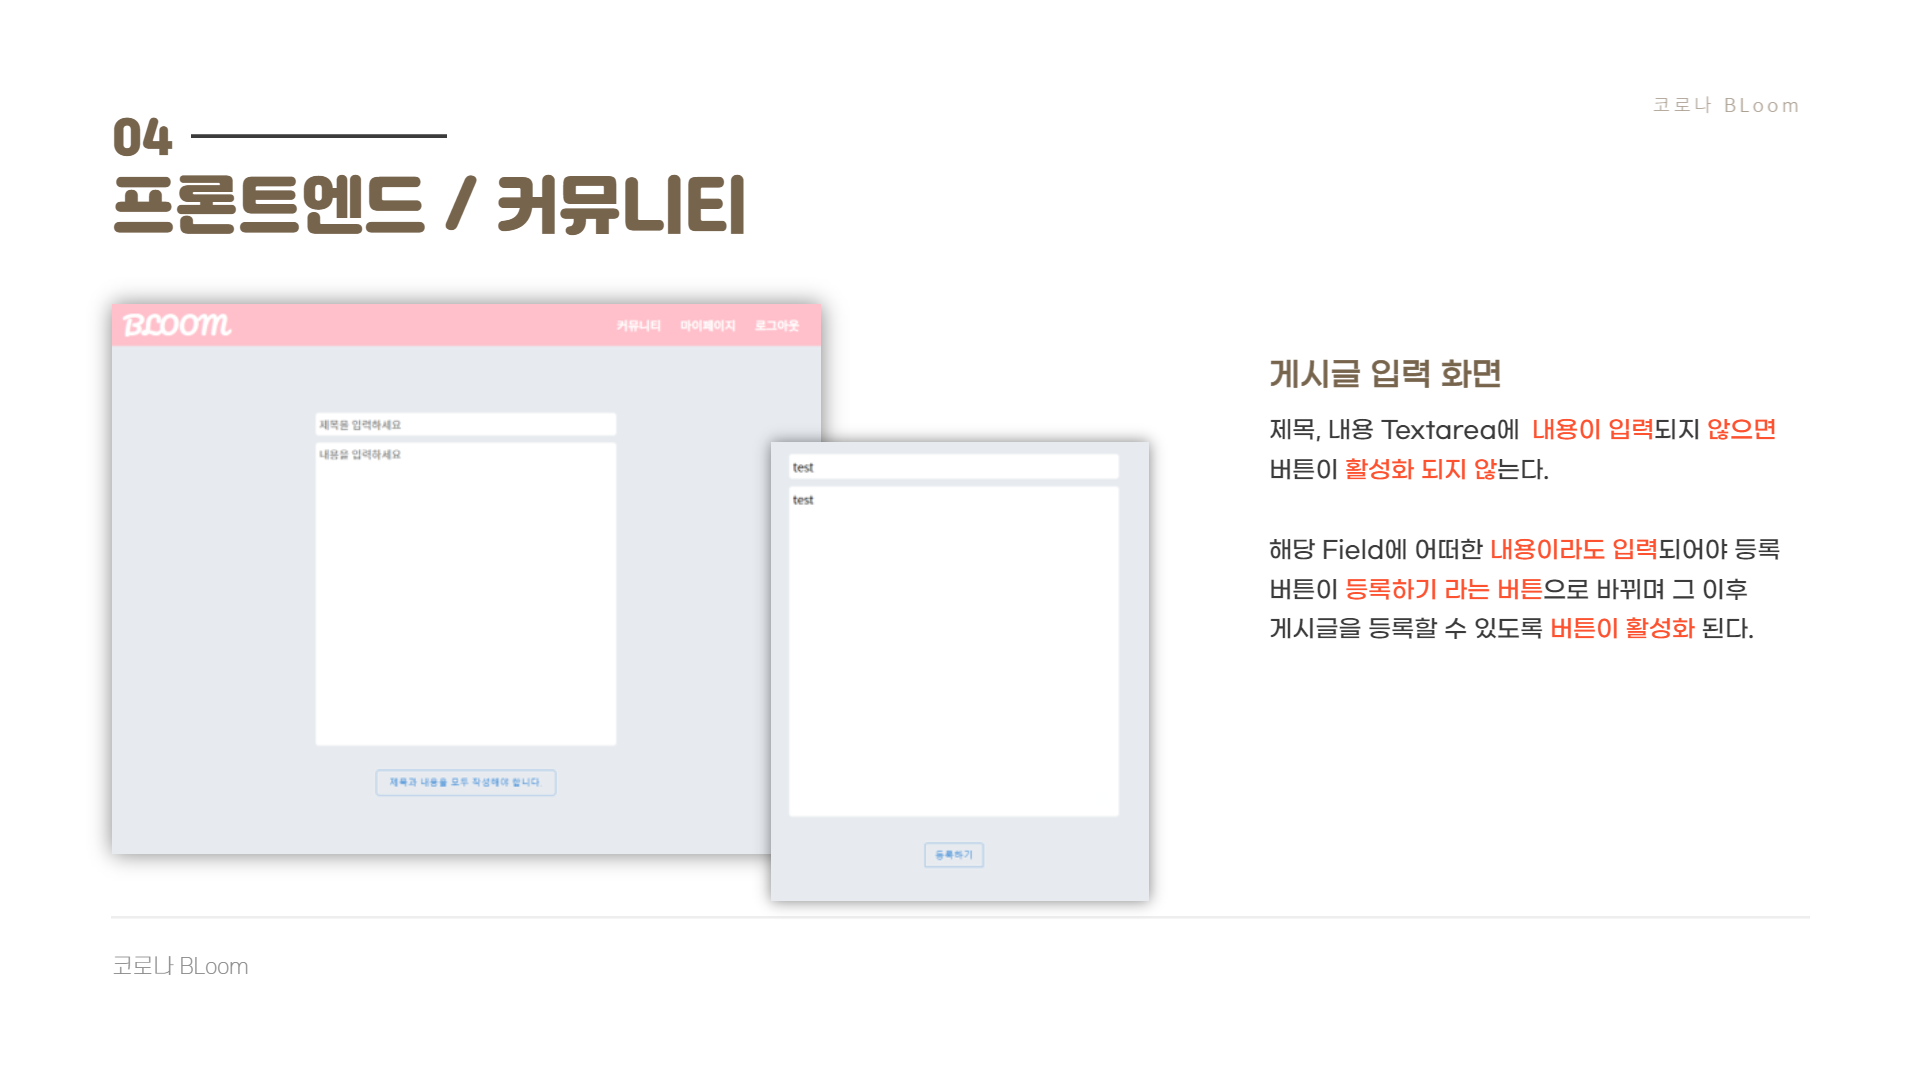 코로나 BLoom
04
프론트엔드 / 커뮤니티
BLOOM
커뮤니티 마이페이지 로그아웃
제목을 입력하세요
내용을 입력하세요
제목과 내용을 모두 작성해야 합니다.
test
test
등록하기
게시글 입력 화면
제목, 내용 Textarea에 내용이 입력되지 않으면
버튼이 활성화 되지 않는다.
해당 Field에 어떠한 내용이라도 입력되어야 등록
버튼이 등록하기 라는 버튼으로 바뀌며 그 이후
게시글을 등록할 수 있도록 버튼이 활성화 된다.
코로나 BLoom